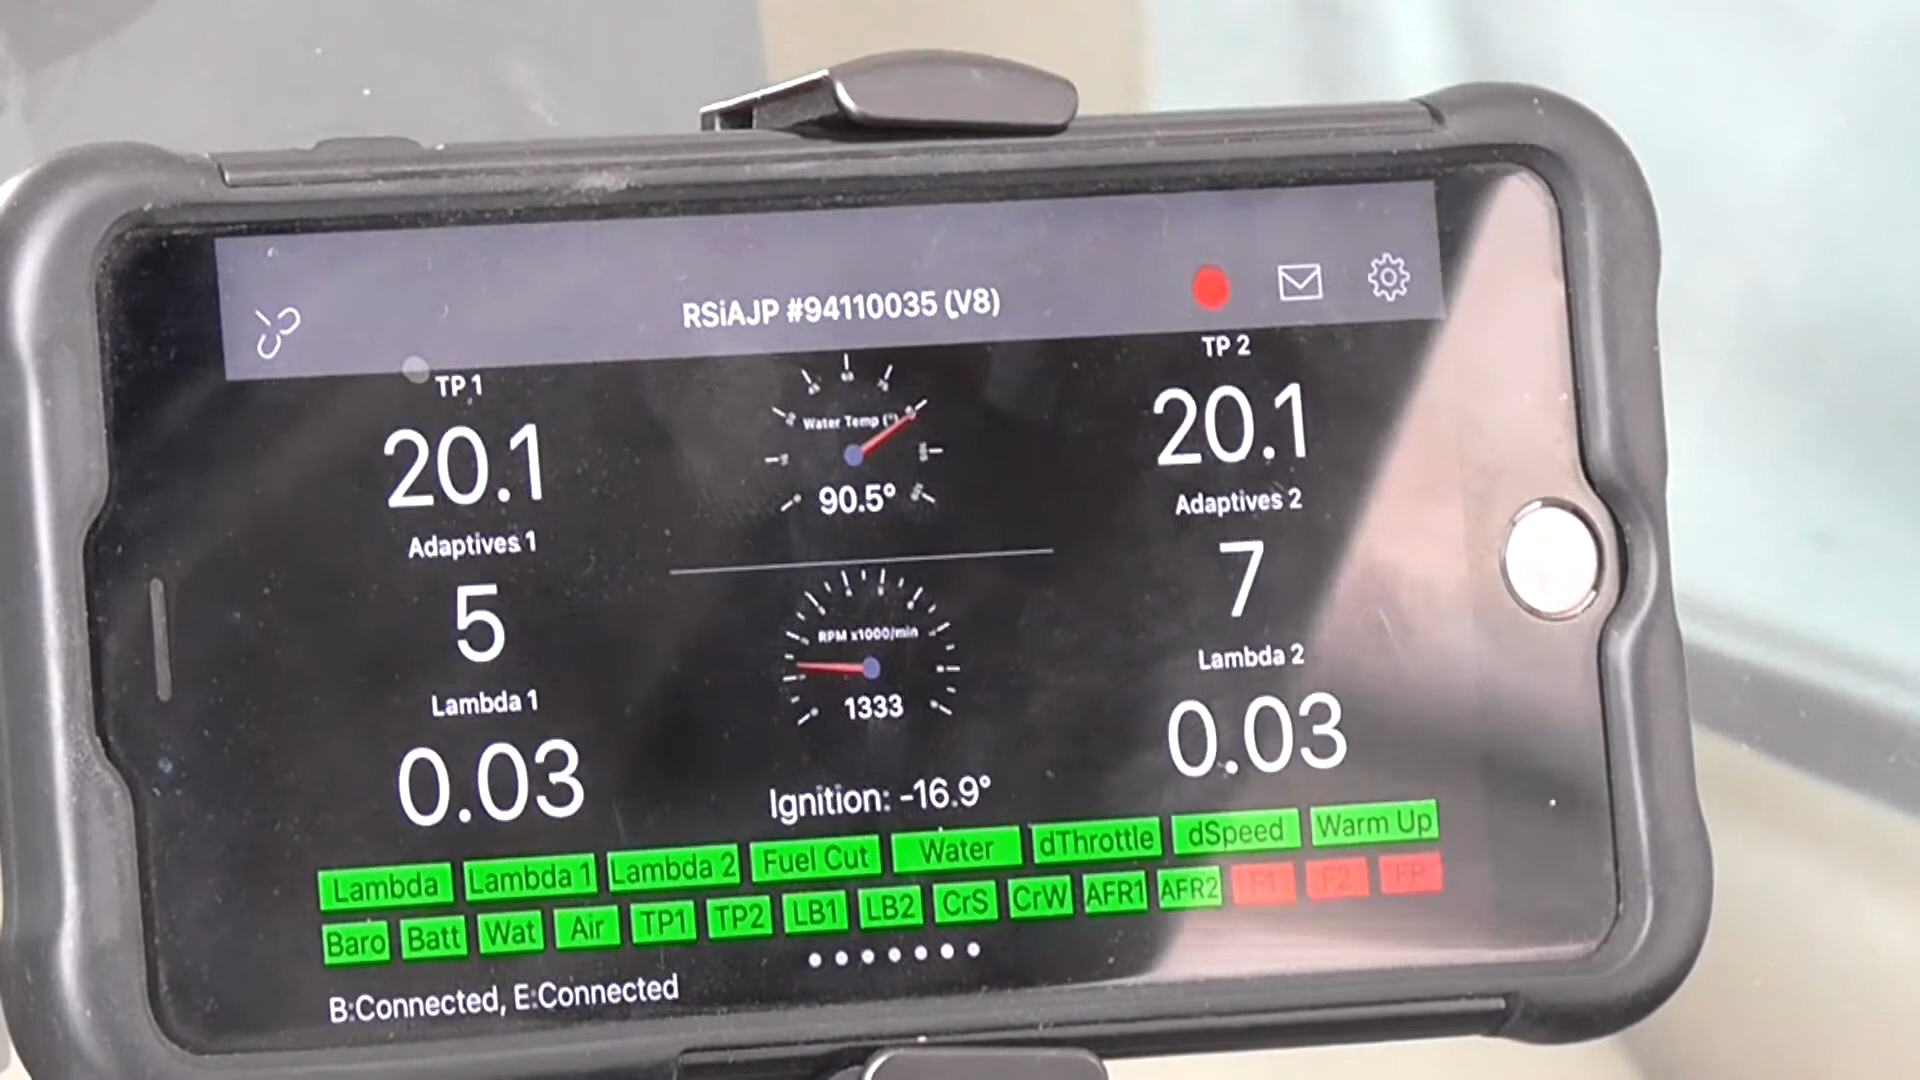 RSiAJP #94110035 (V8)
TP 1
20.1
Adaptives 1
5
Lambda 1
0.03
Water Temp (°)
90.5°
RPM x1000/min
1333
Ignition: -16.9°
TP 2
20.1
Adaptives 2
7
Lambda 2
0.03
Lambda Lambda 1 Lambda 2 Fuel Cut Water dThrottle dSpeed Warm Up
Baro Batt Wat Air TP1 TP2 LB1 LB2 CrS CrW AFR1 AFR2 F1 F2 FP
B:Connected, E:Connected